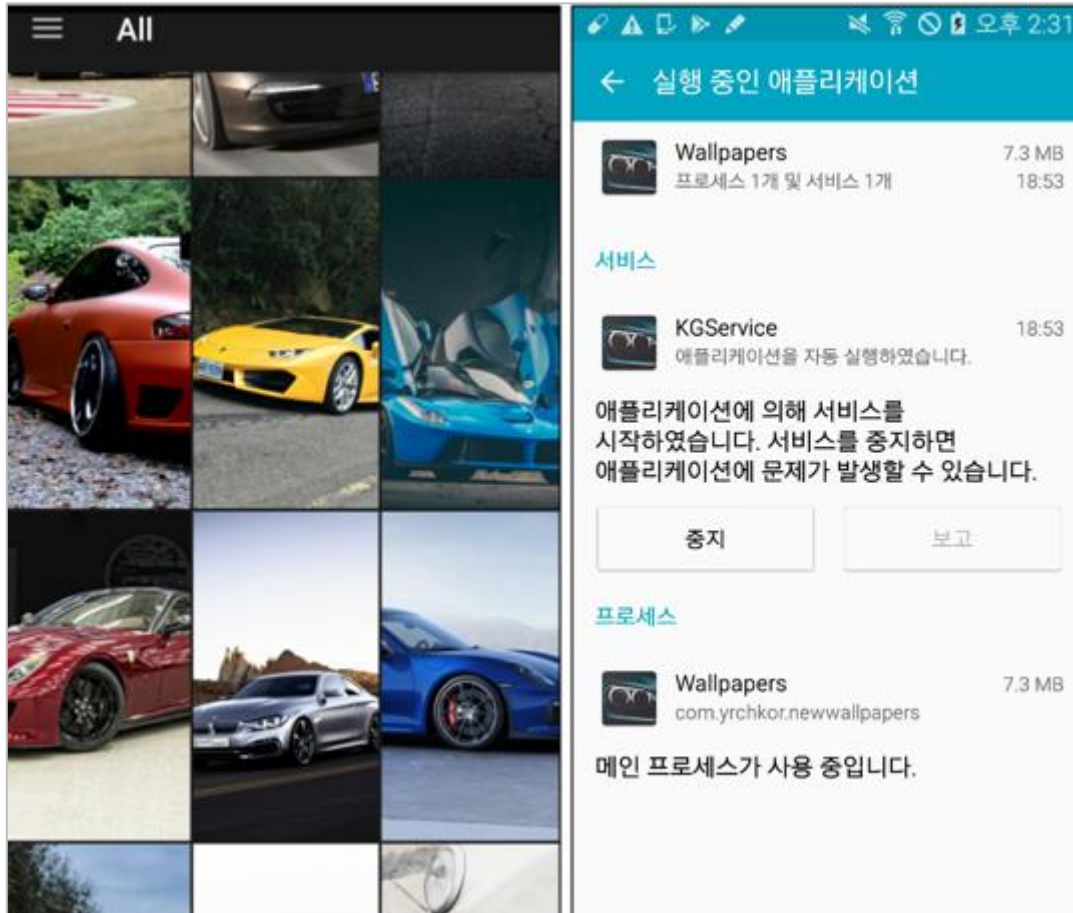 All
오후 2:31
실행 중인 애플리케이션
Wallpapers 7.3 MB
프로세스 1개 및 서비스 1개 18:53
서비스
KGService 18:53
애플리케이션을 자동 실행하였습니다.
애플리케이션에 의해 서비스를
시작하였습니다. 서비스를 중지하면
애플리케이션에 문제가 발생할 수 있습니다.
중지 보고
프로세스
Wallpapers 7.3 MB
com.yrchkor.newwallpapers
메인 프로세스가 사용 중입니다.